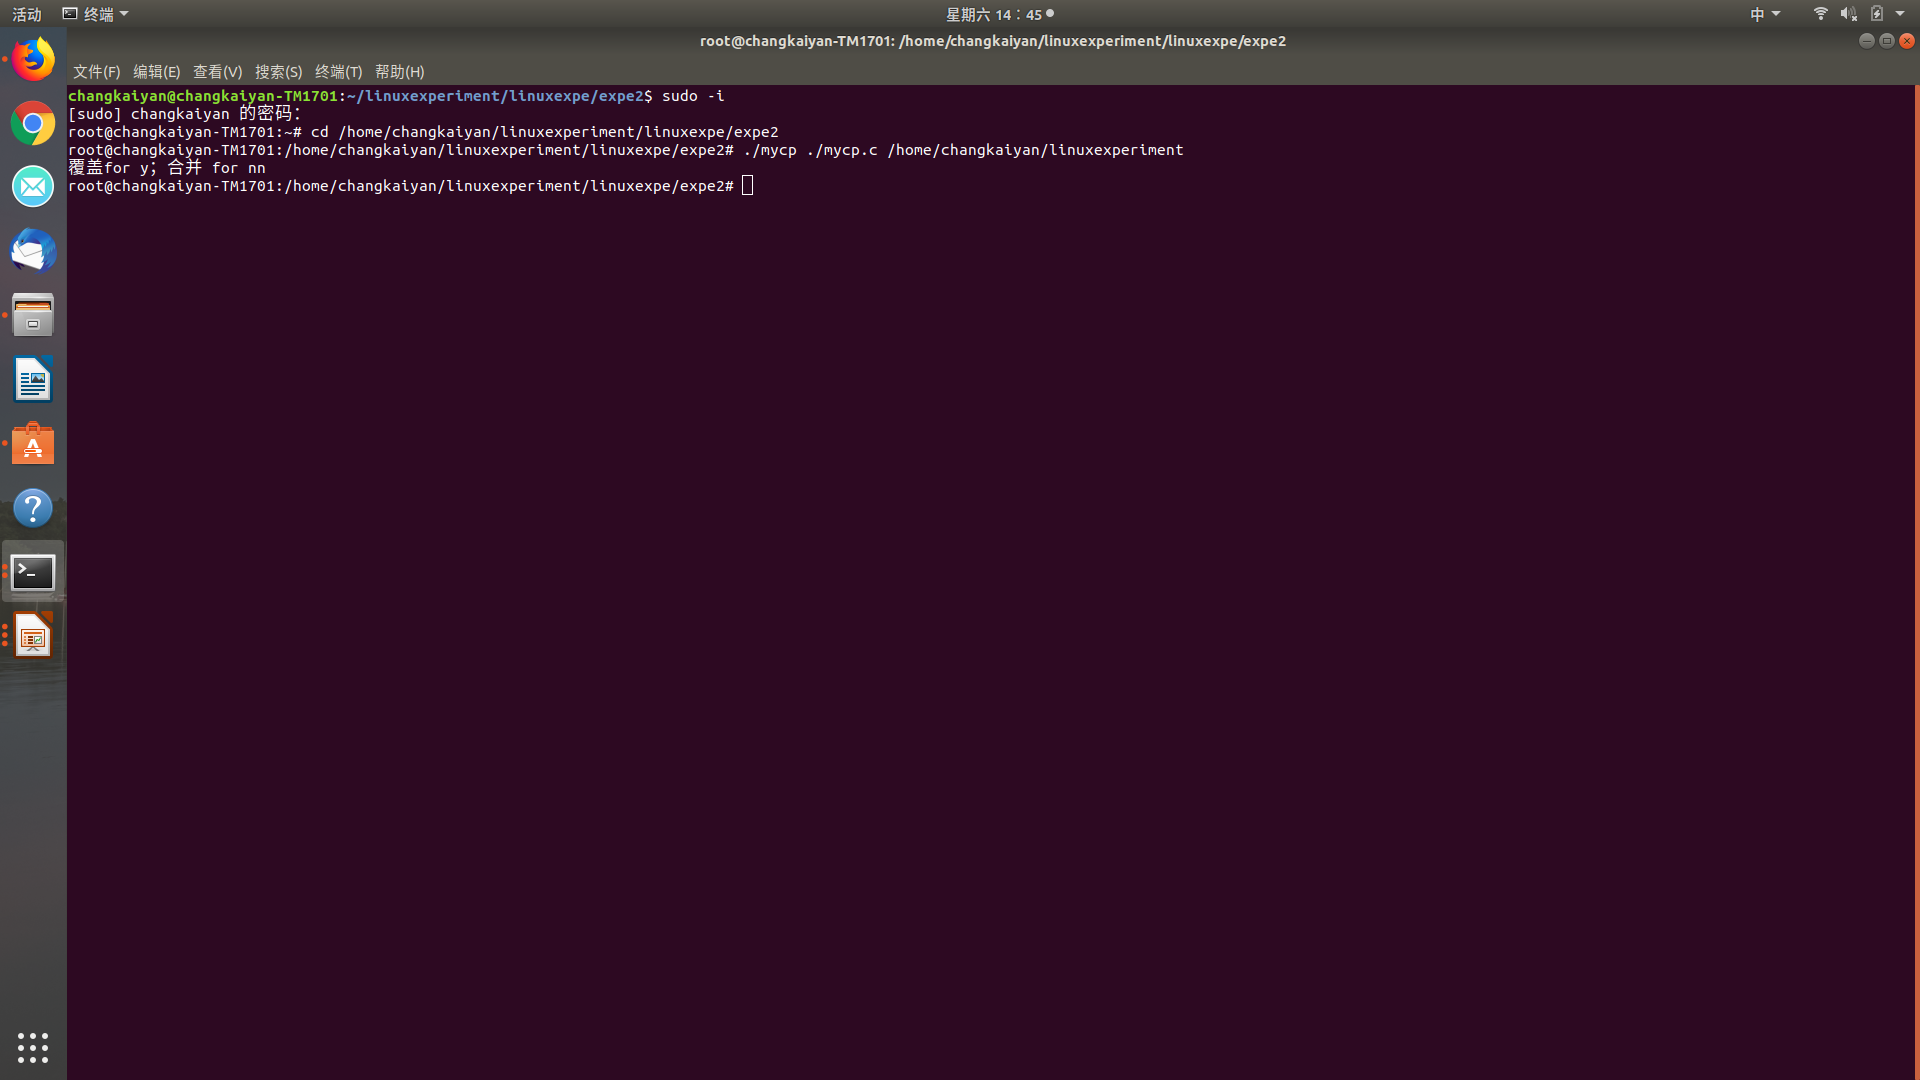 活动 终端 星期六 14：45 中
root@changkaiyan-TM1701: /home/changkaiyan/linuxexperiment/linuxexpe/expe2
文件(F) 编辑(E) 查看(V) 搜索(S) 终端(T) 帮助(H)
changkaiyan@changkaiyan-TM1701:~/linuxexperiment/linuxexpe/expe2$ sudo -i
[sudo] changkaiyan 的密码：
root@changkaiyan-TM1701:~# cd /home/changkaiyan/linuxexperiment/linuxexpe/expe2
root@changkaiyan-TM1701:/home/changkaiyan/linuxexperiment/linuxexpe/expe2# ./mycp ./mycp.c /home/changkaiyan/linuxexperiment
覆盖for y；合并 for nn
root@changkaiyan-TM1701:/home/changkaiyan/linuxexperiment/linuxexpe/expe2#